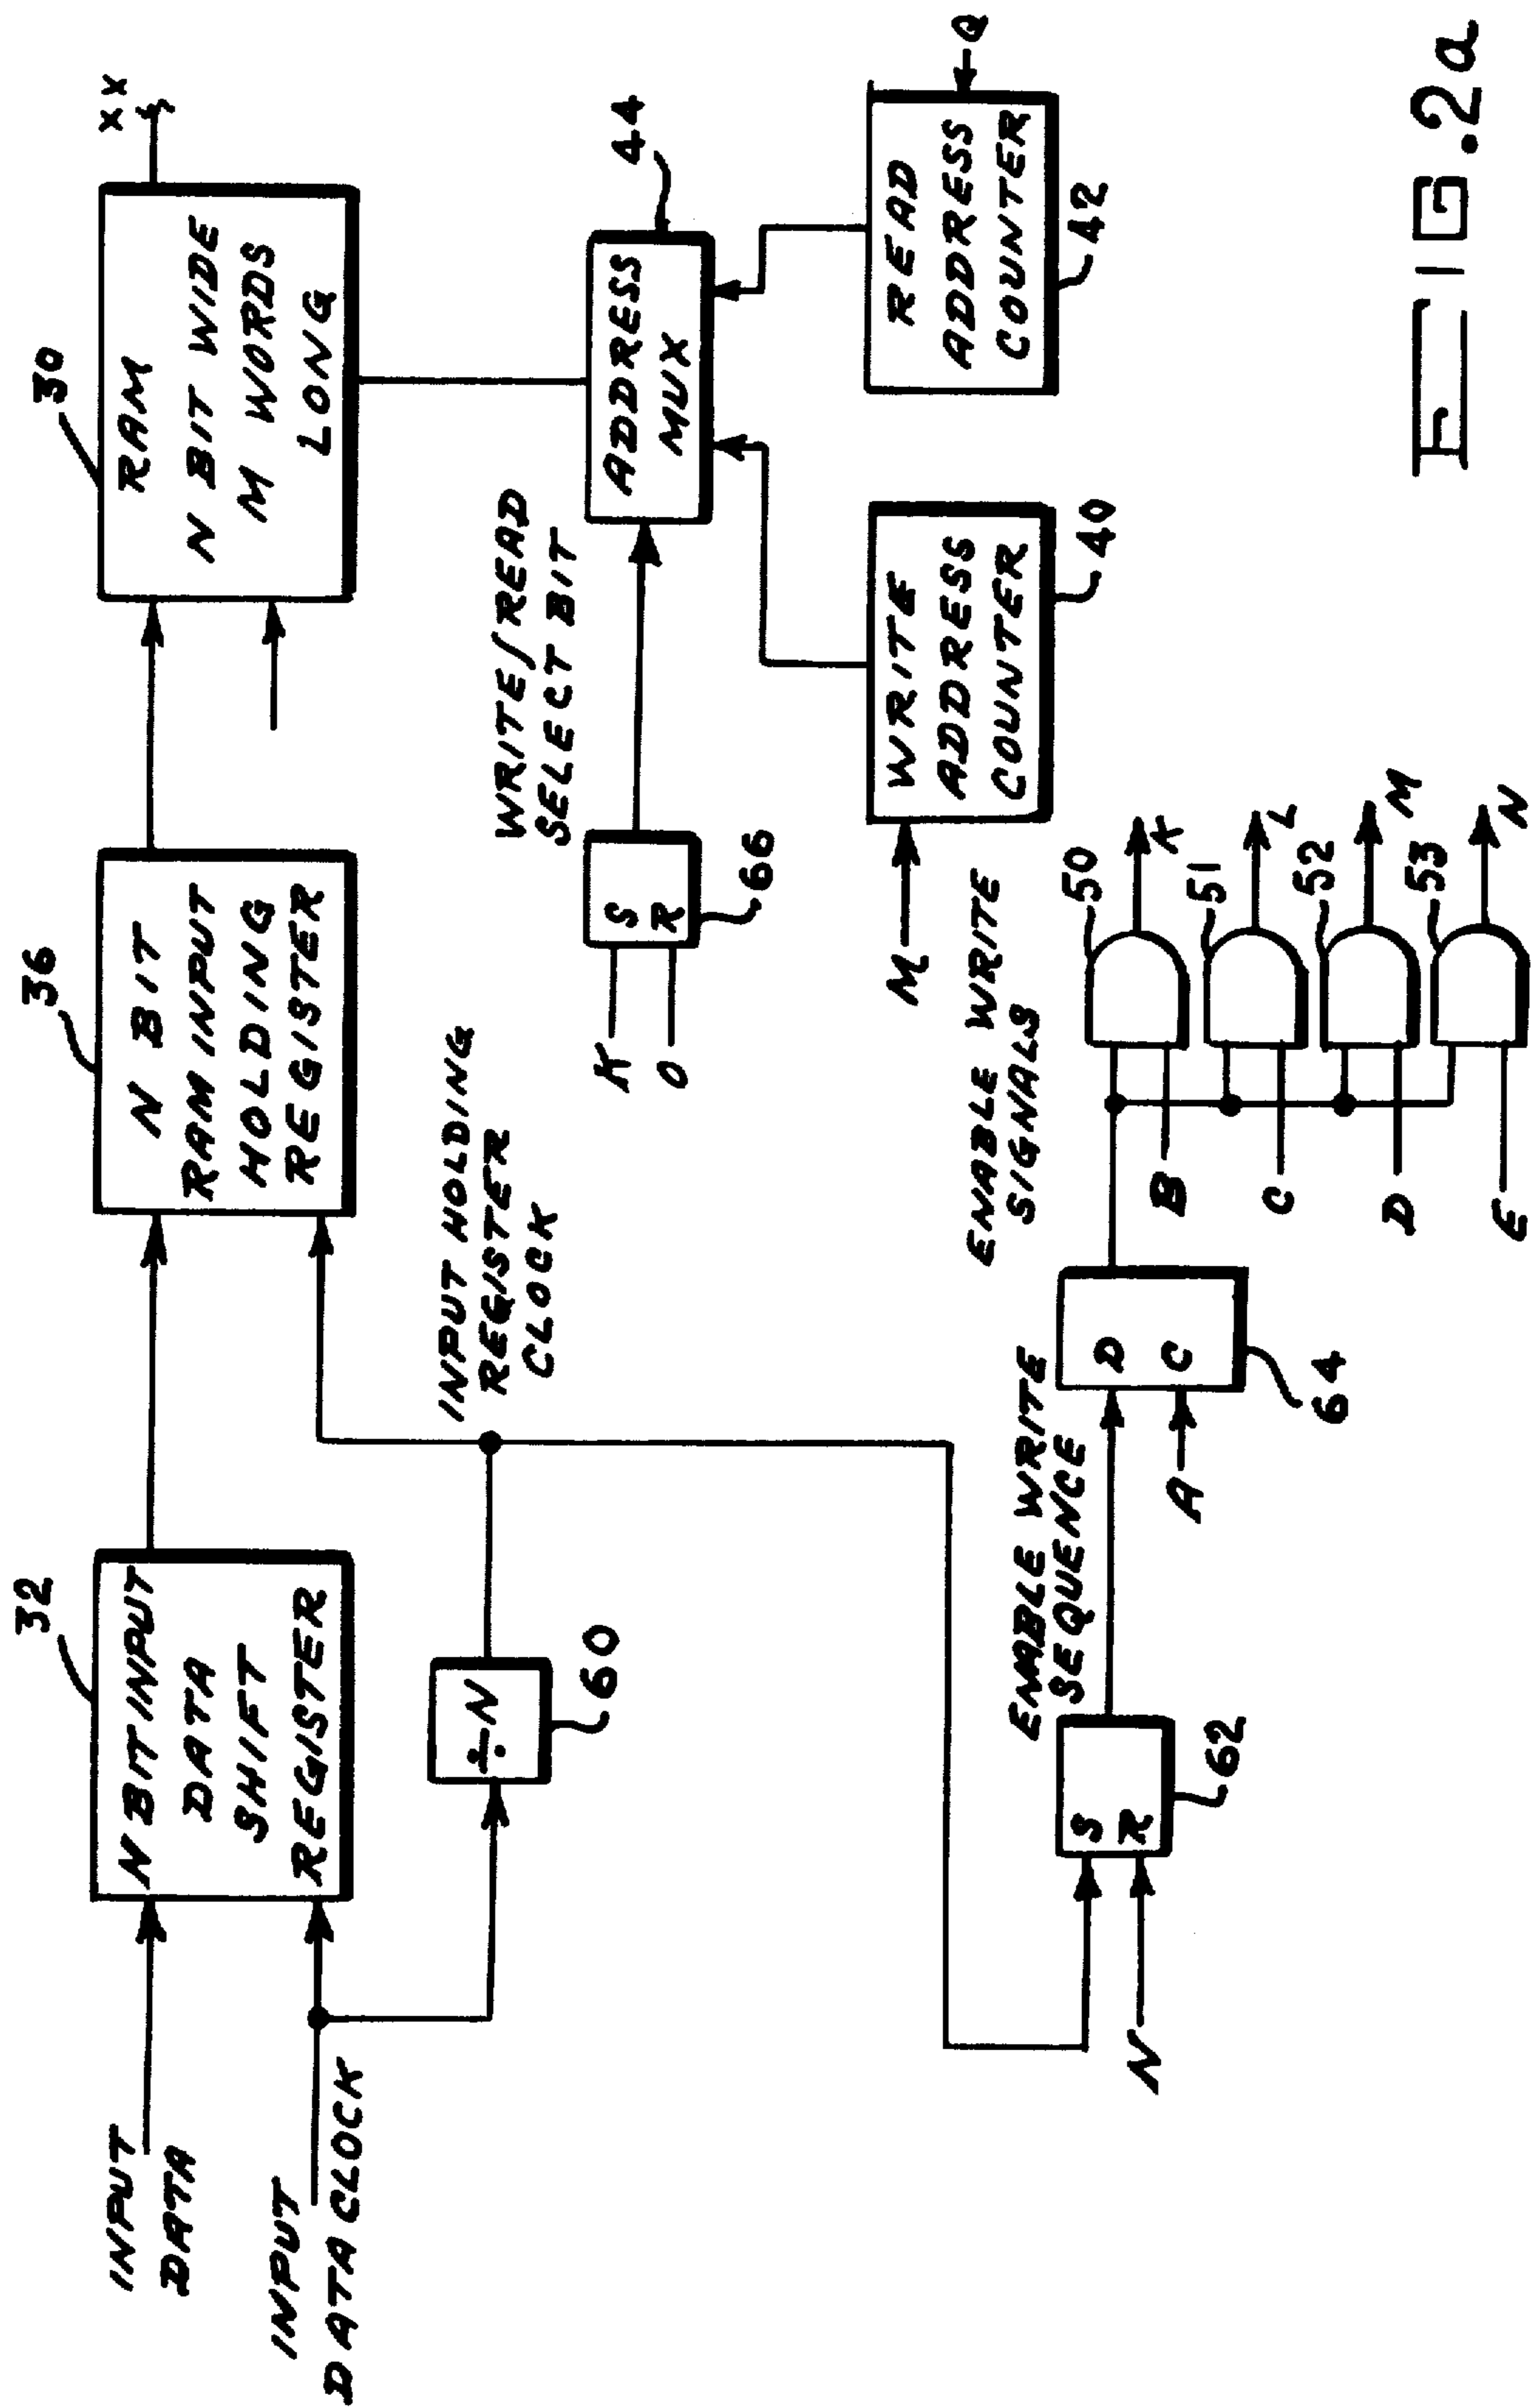 32
N BIT INPUT
DATA
SHIFT
REGISTER
36
N BIT
RAM INPUT
HOLDING
REGISTER
30
RAM
N BIT WIDE
M WORDS
LONG
XX
INPUT
DATA
INPUT
DATA CLOCK
÷N
60
INPUT HOLDING
REGISTER
CLOCK
WRITE/READ
SELECT BIT
K
O
S
R
66
ADDRESS
MUX
44
M
WRITE
ADDRESS
COUNTER
40
READ
ADDRESS
COUNTER
42
Q
N
S
R
62
ENABLE WRITE
SEQUENCE
A
D
C
64
ENABLE WRITE
SIGNALS
B
C
D
E
50
K
51
L
52
M
53
N
FIG.2a